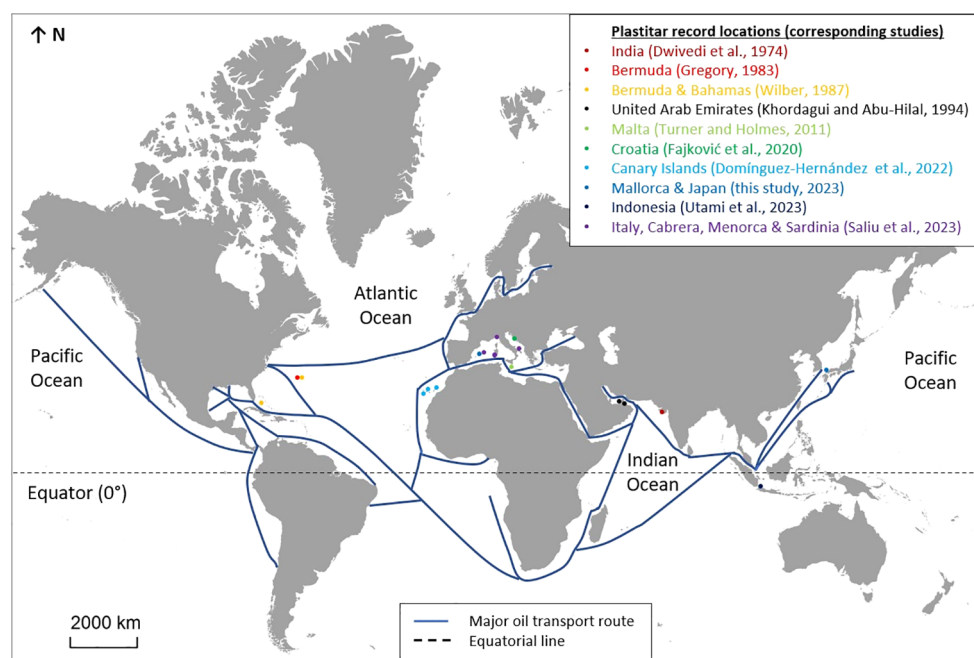 ↑ N
Plastitar record locations (corresponding studies)
• India (Dwivedi et al., 1974)
• Bermuda (Gregory, 1983)
• Bermuda & Bahamas (Wilber, 1987)
• United Arab Emirates (Khordagui and Abu-Hilal, 1994)
• Malta (Turner and Holmes, 2011)
• Croatia (Fajković et al., 2020)
• Canary Islands (Domínguez-Hernández et al., 2022)
• Mallorca & Japan (this study, 2023)
• Indonesia (Utami et al., 2023)
• Italy, Cabrera, Menorca & Sardinia (Saliu et al., 2023)
Atlantic
Ocean
Pacific
Ocean
Pacific
Ocean
Indian
Ocean
Equator (0°)
2000 km
Major oil transport route
Equatorial line